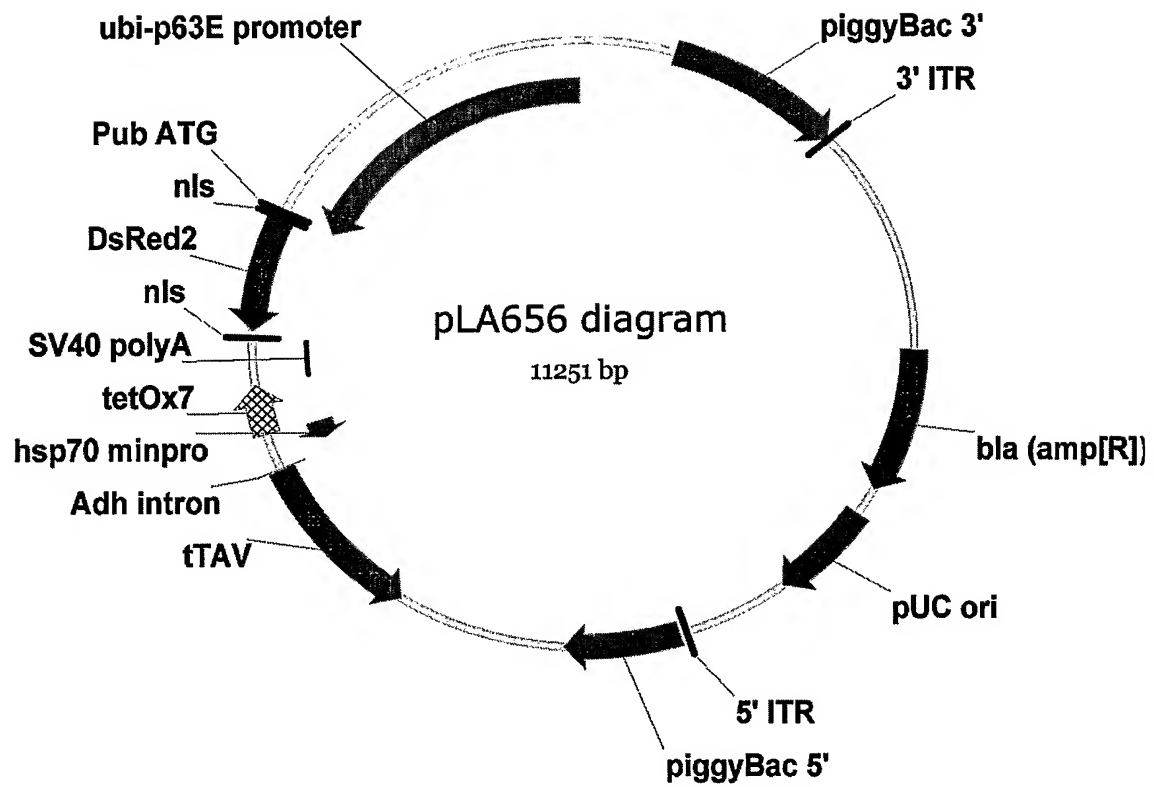 ubi-p63E promoter
piggyBac 3'
3' ITR
Pub ATG
nls
DsRed2
nls
SV40 polyA
tetOx7
hsp70 minpro
Adh intron
tTAV
pLA656 diagram
11251 bp
bla (amp[R])
pUC ori
5' ITR
piggyBac 5'